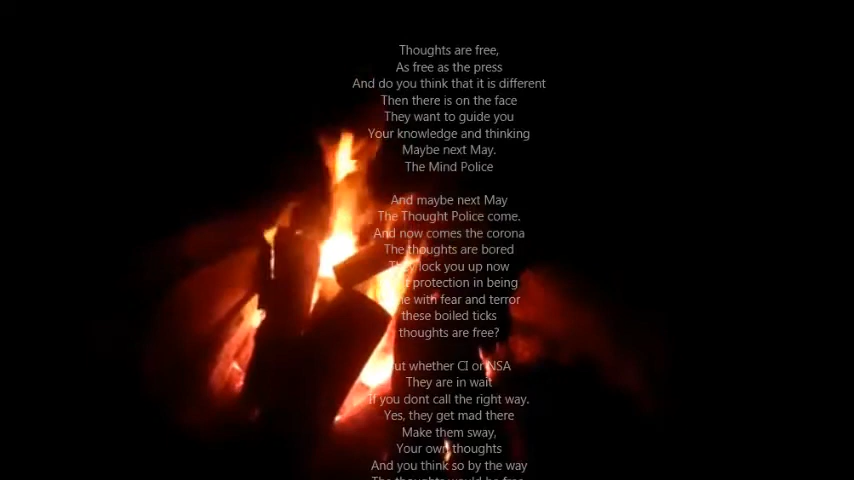 Thoughts are free,
As free as the press
And do you think that it is different
Then there is on the face
They want to guide you
Your knowledge and thinking
Maybe next May.
The Mind Police
And maybe next May
The Thought Police come.
And now comes the corona
The thoughts are bored
They lock you up now
protection in being
with fear and terror
these boiled ticks
thoughts are free?
whether CI or NSA
They are in wait
If you dont call the right way.
Yes, they get mad there
Make them sway,
Your own thoughts
And you think so by the way
The thoughts would be free